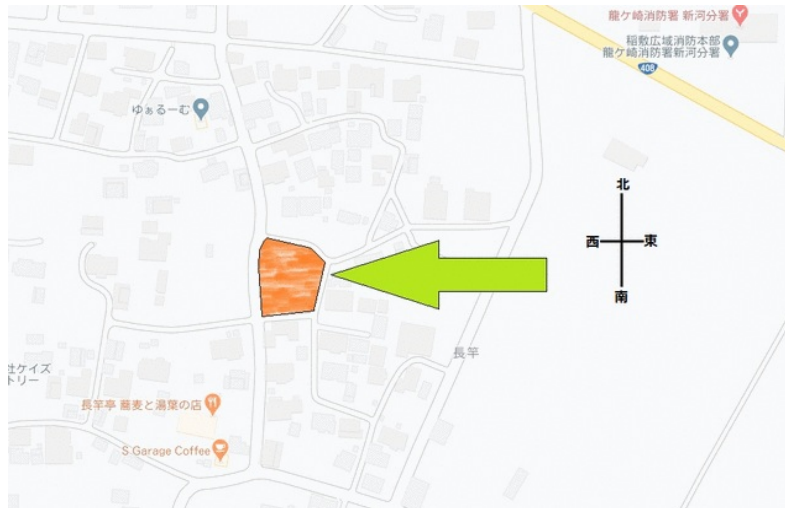 龍ケ崎消防署 新河分署
稲敷広域消防本部
龍ケ崎消防署新河分署
408
ゆぁるーむ
北
西
東
南
長竿
社ケイズ
トリー
長竿亭 蕎麦と湯葉の店
S Garage Coffee